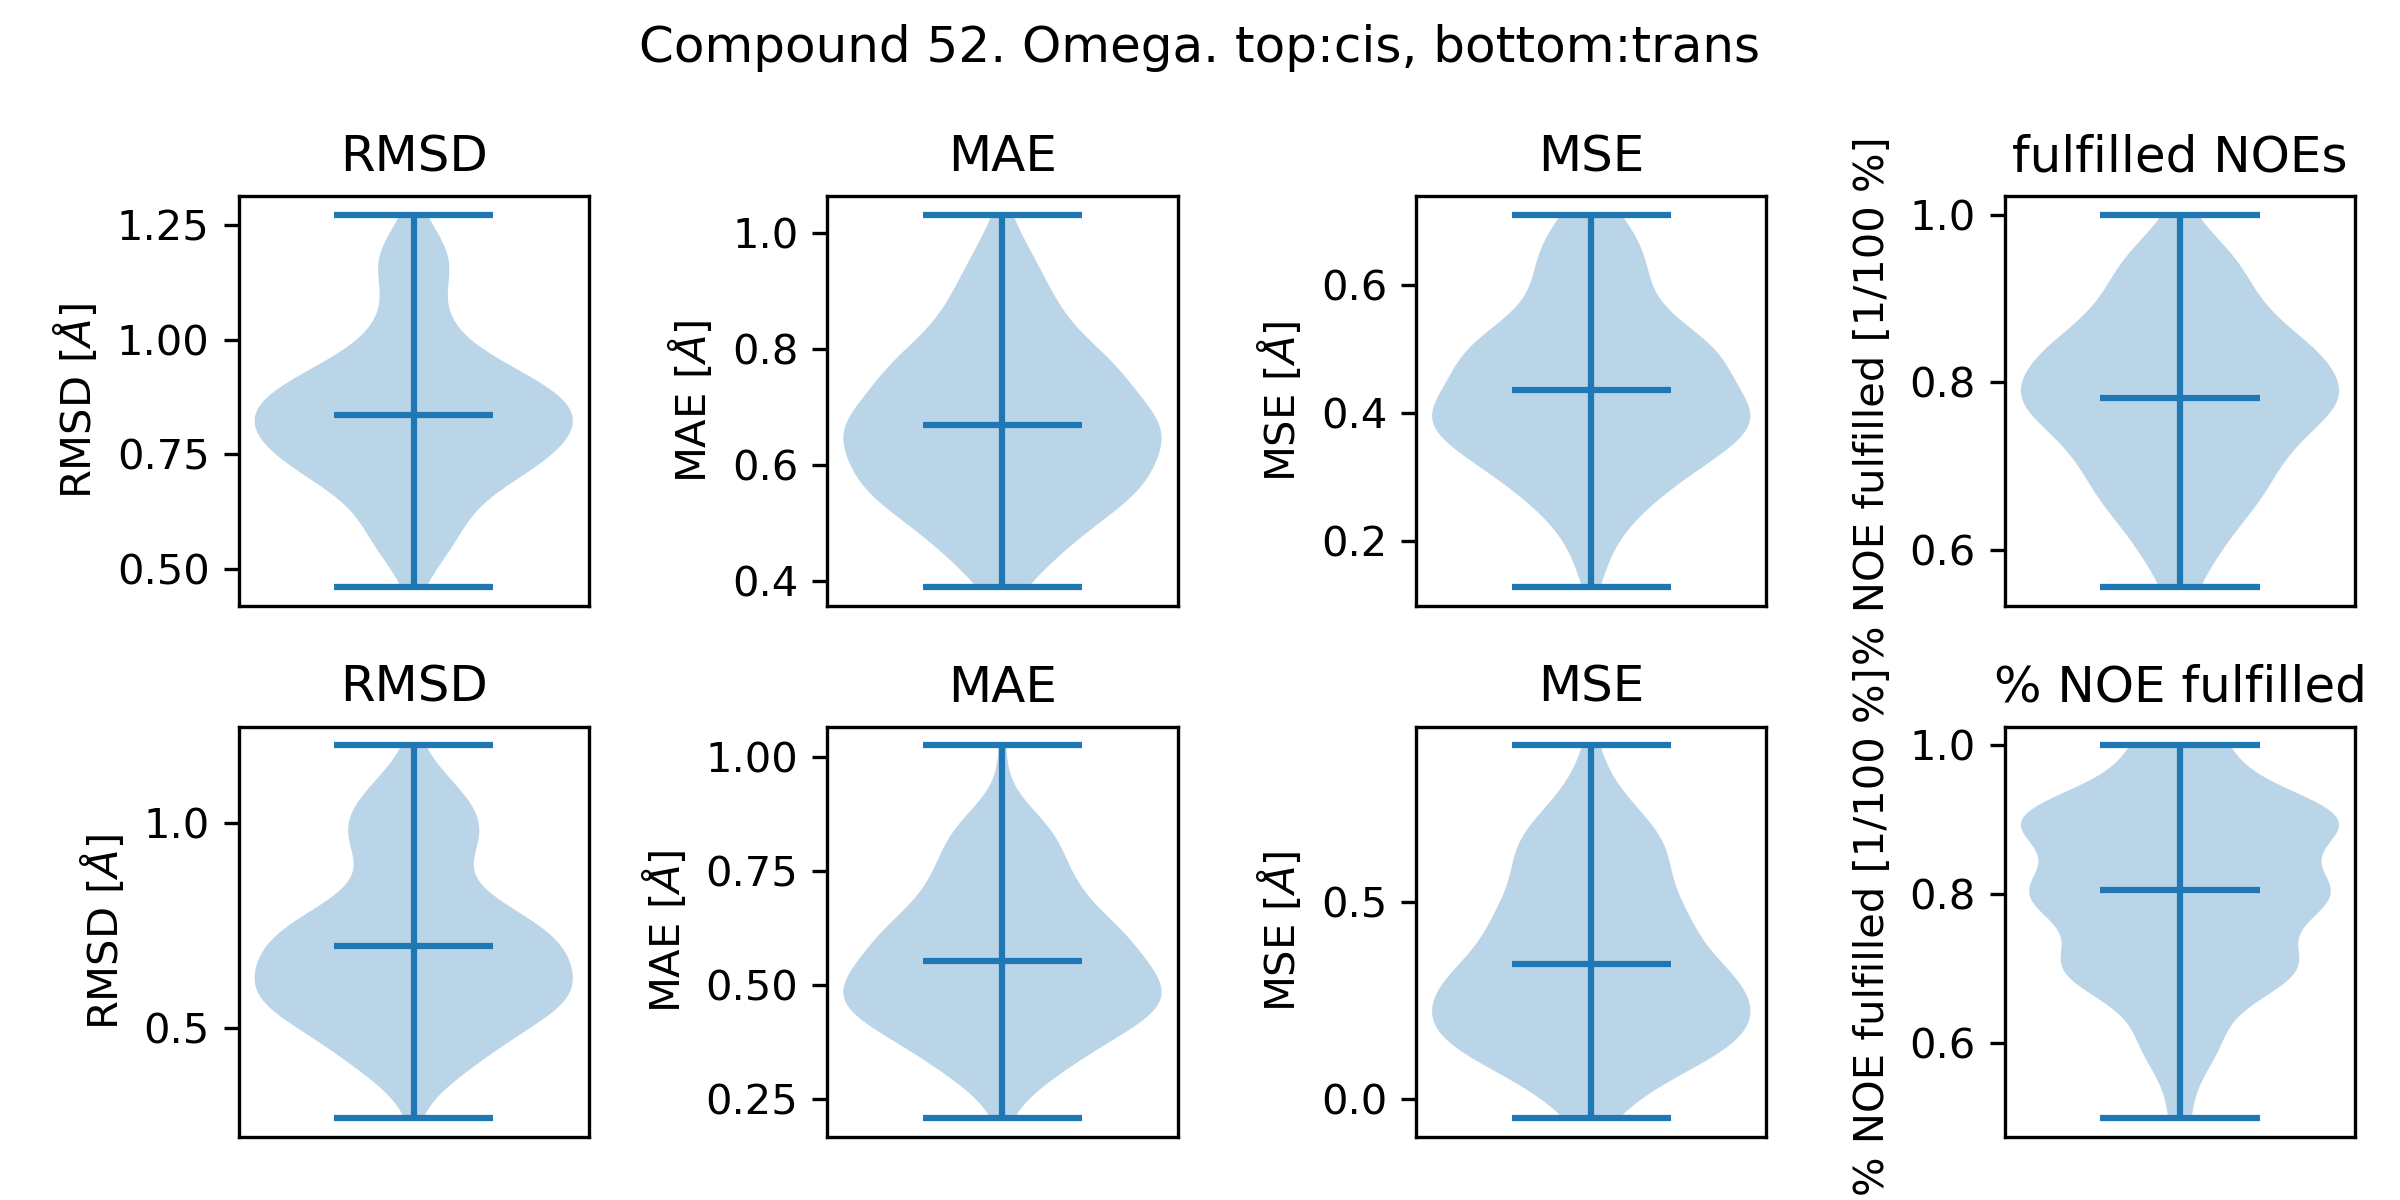 Compound 52. Omega. top:cis, bottom:trans
RMSD
MAE
MSE
fulfilled NOEs
RMSD [Å]
1.25
1.00
0.75
0.50
MAE [Å]
1.0
0.8
0.6
0.4
MSE [Å]
0.6
0.4
0.2
% NOE fulfilled [1/100 %]
1.0
0.8
0.6
RMSD
MAE
MSE
% NOE fulfilled
RMSD [Å]
1.0
0.5
MAE [Å]
1.00
0.75
0.50
0.25
MSE [Å]
0.5
0.0
% NOE fulfilled [1/100 %]
1.0
0.8
0.6